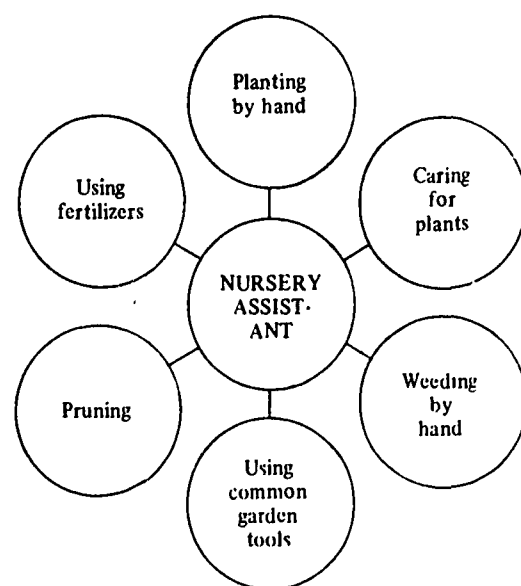 Planting
by hand
Caring
for
plants
Using
fertilizers
NURSERY
ASSIST-
ANT
Weeding
by
hand
Pruning
Using
common
garden
tools